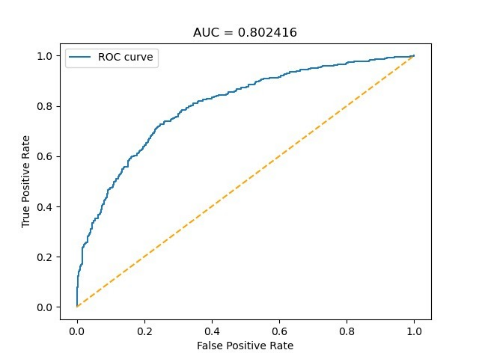 AUC = 0.802416
ROC curve
True Positive Rate
1.0
0.8
0.6
0.4
0.2
0.0
0.0 0.2 0.4 0.6 0.8 1.0
False Positive Rate